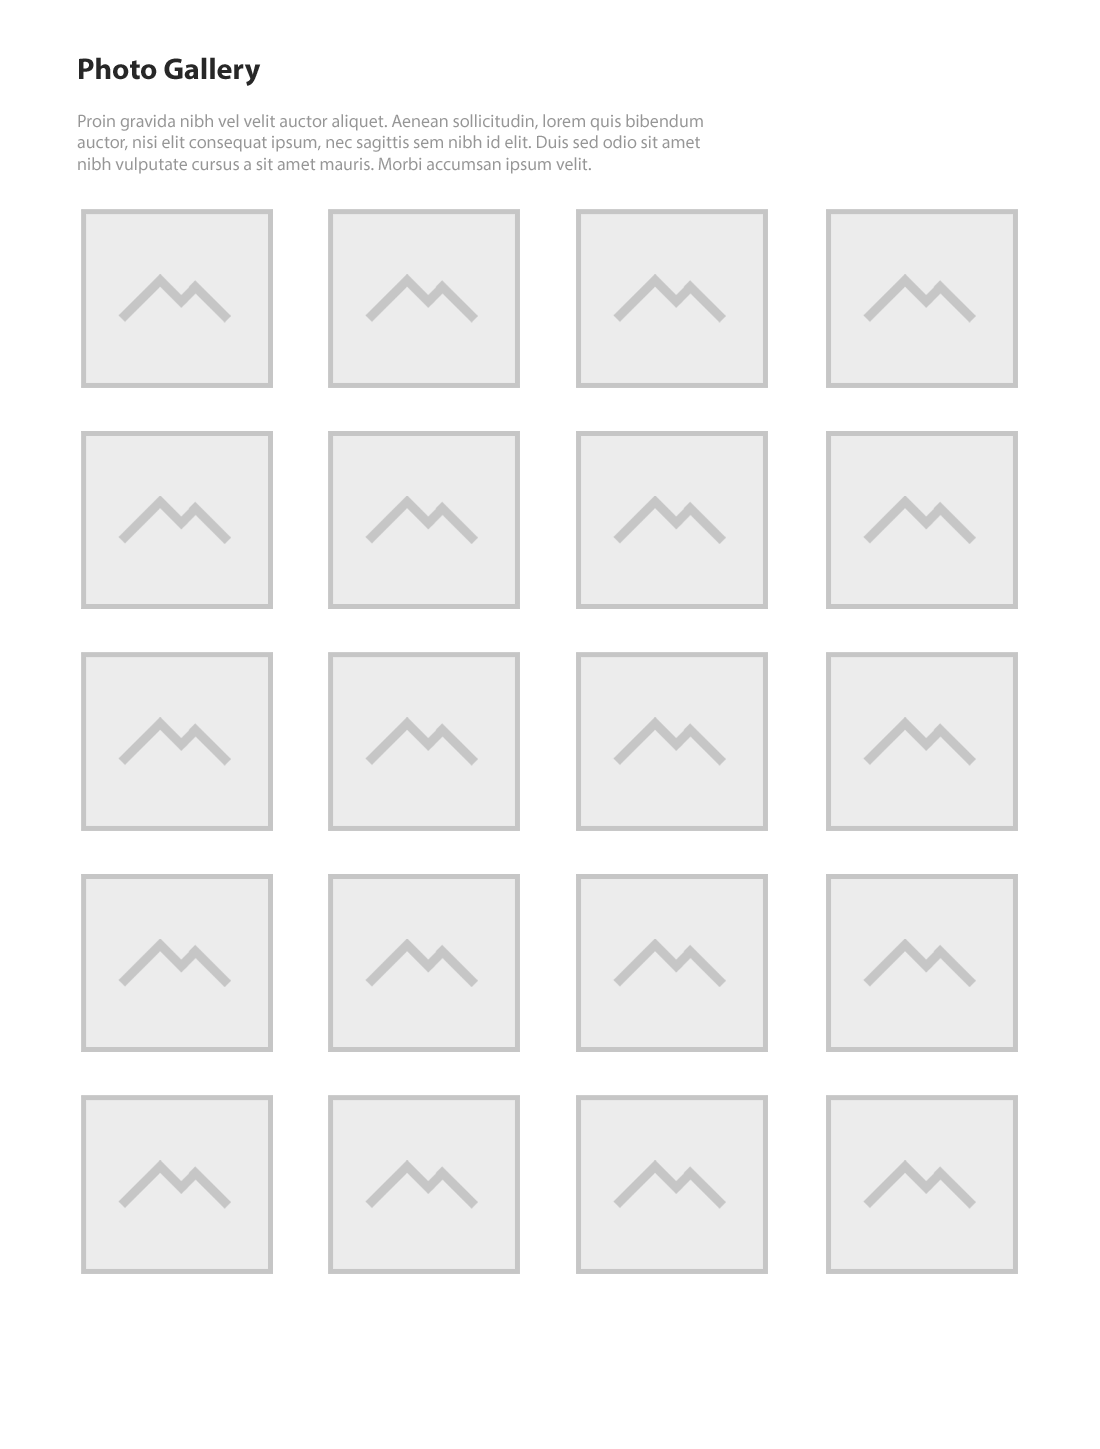 Photo Gallery
Proin gravida nibh vel velit auctor aliquet. Aenean sollicitudin, lorem quis bibendum
auctor, nisi elit consequat ipsum, nec sagittis sem nibh id elit. Duis sed odio sit amet
nibh vulputate cursus a sit amet mauris. Morbi accumsan ipsum velit.